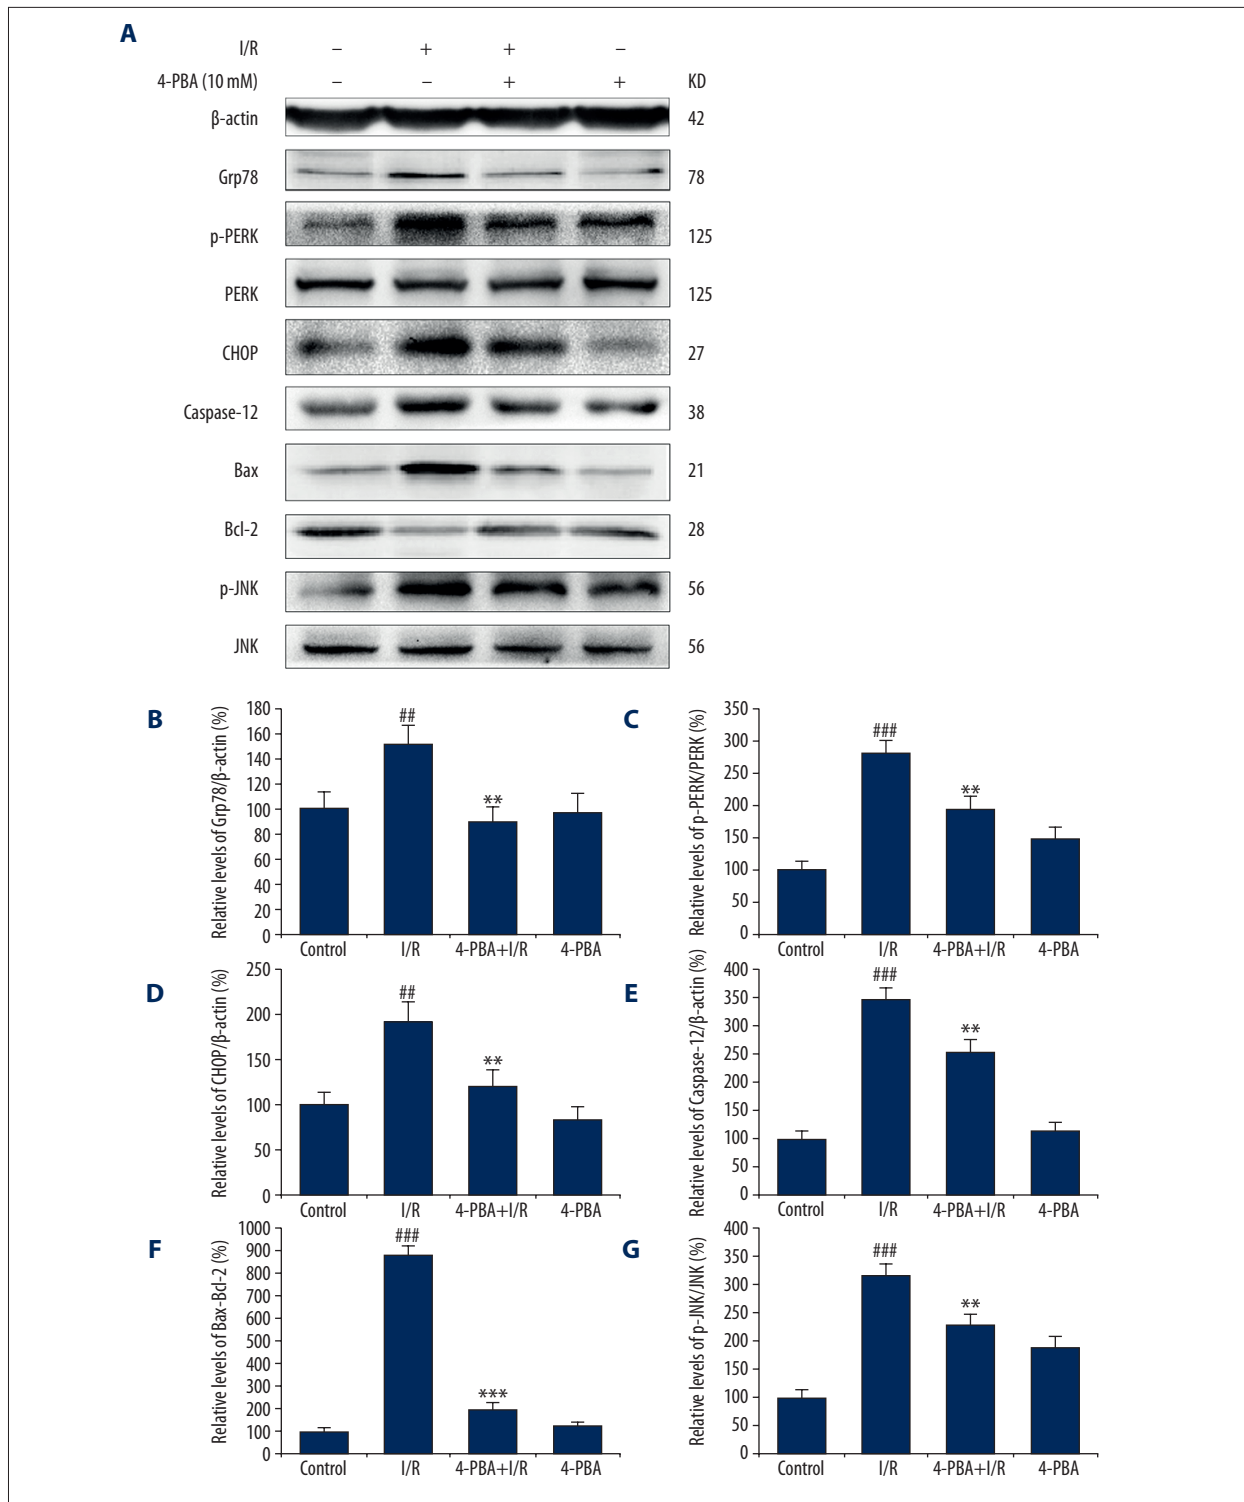 A
I/R – + + –
4-PBA (10 mM) – – + + KD
β-actin 42
Grp78 78
p-PERK 125
PERK 125
CHOP 27
Caspase-12 38
Bax 21
Bcl-2 28
p-JNK 56
JNK 56
B
Relative levels of Grp78/β-actin (%)
180
160
140
120
100
80
60
40
20
0
##
**
Control I/R 4-PBA+I/R 4-PBA
C
Relative levels of p-PERK/PERK (%)
350
300
250
200
150
100
50
0
###
**
Control I/R 4-PBA+I/R 4-PBA
D
Relative levels of CHOP/β-actin (%)
250
200
150
100
50
0
##
**
Control I/R 4-PBA+I/R 4-PBA
E
Relative levels of Caspase-12/β-actin (%)
400
350
300
250
200
150
100
50
0
###
**
Control I/R 4-PBA+I/R 4-PBA
F
Relative levels of Bax-Bcl-2 (%)
1000
900
800
700
600
500
400
300
200
100
0
###
***
Control I/R 4-PBA+I/R 4-PBA
G
Relative levels of p-JNK/JNK (%)
400
350
300
250
200
150
100
50
0
###
**
Control I/R 4-PBA+I/R 4-PBA